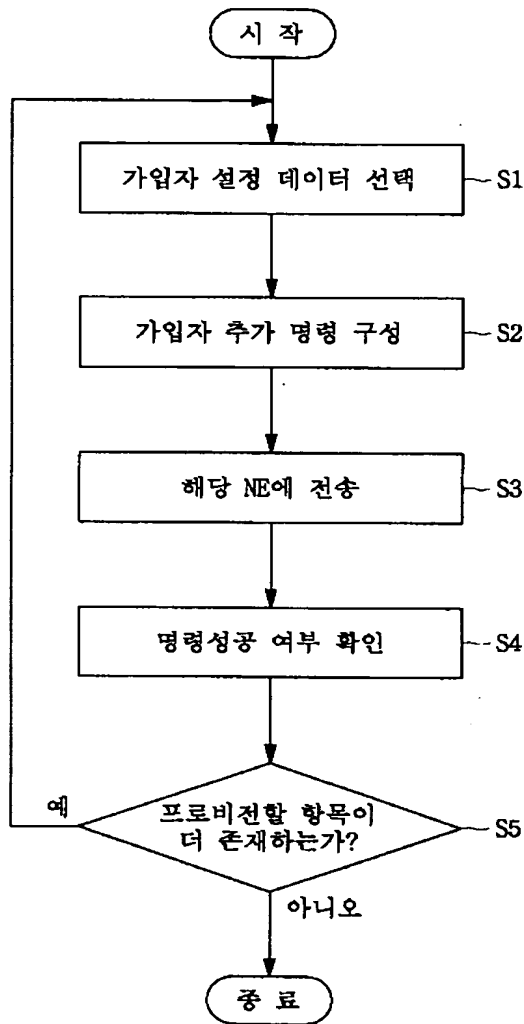 시 작
가입자 설정 데이터 선택
S1
가입자 추가 명령 구성
S2
해당 NE에 전송
S3
명령성공 여부 확인
S4
예
프로비전할 항목이
더 존재하는가?
S5
아니오
종 료